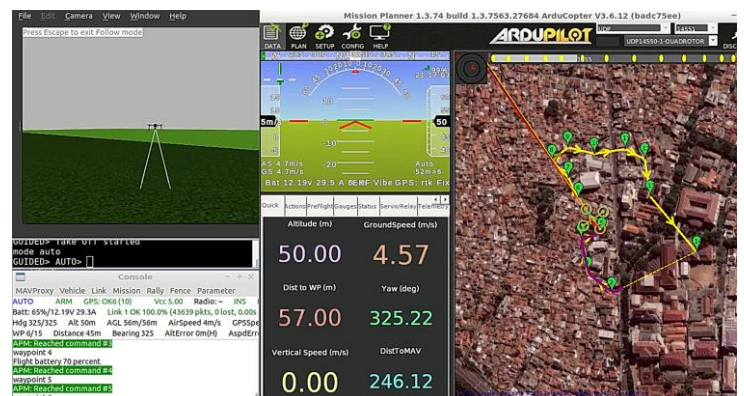 File Edit Camera View Window Help
Press Escape to exit Follow mode
GUIDED> Take Off started
mode auto
GUIDED> AUTO>
Console
MAVProxy Vehicle Link Mission Rally Fence Parameter
AUTO ARM GPS: OK6 (10) Vcc 5.00 Radio: -- INS
Batt: 65%/12.19V 29.3A Link 1 OK 100.0% (43639 pkts, 0 lost, 0.00s
Hdg 325/325 Alt 50m AGL 56m/56m AirSpeed 4m/s GPSSpe
WP 6/15 Distance 45m Bearing 325 AltError 0m(H) AspdErr
APM: Reached command #3
waypoint 4
Flight battery 70 percent
APM: Reached command #4
waypoint 5
APM: Reached command #5
Mission Planner 1.3.74 build 1.3.7563.27684 ArduCopter V3.6.12 (badc75ee)
DATA PLAN SETUP CONFIG HELP
ARDUPILOT
UDP 14551
UDP14550-1-QUADROTOR
DISC
10
0
-10
-20
5m/
50
AS 4.7m/s
GS 4.7m/s
Auto
52m>6
Bat 12.19v 29.5 A EKF Vibe GPS: rtk Fix
Quick Actions PreFlight Gauges Status Servo/Relay Telemetry
Altitude (m) GroundSpeed (m/s)
50.00 4.57
Dist to WP (m) Yaw (deg)
57.00 325.22
Vertical Speed (m/s) DistToMAV
0.00 246.12